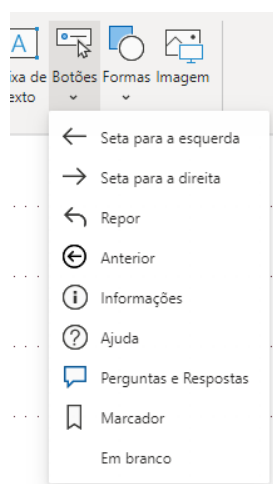 A
ixa de Botões Formas Imagem
exto
Seta para a esquerda
Seta para a direita
Repor
Anterior
Informações
Ajuda
Perguntas e Respostas
Marcador
Em branco